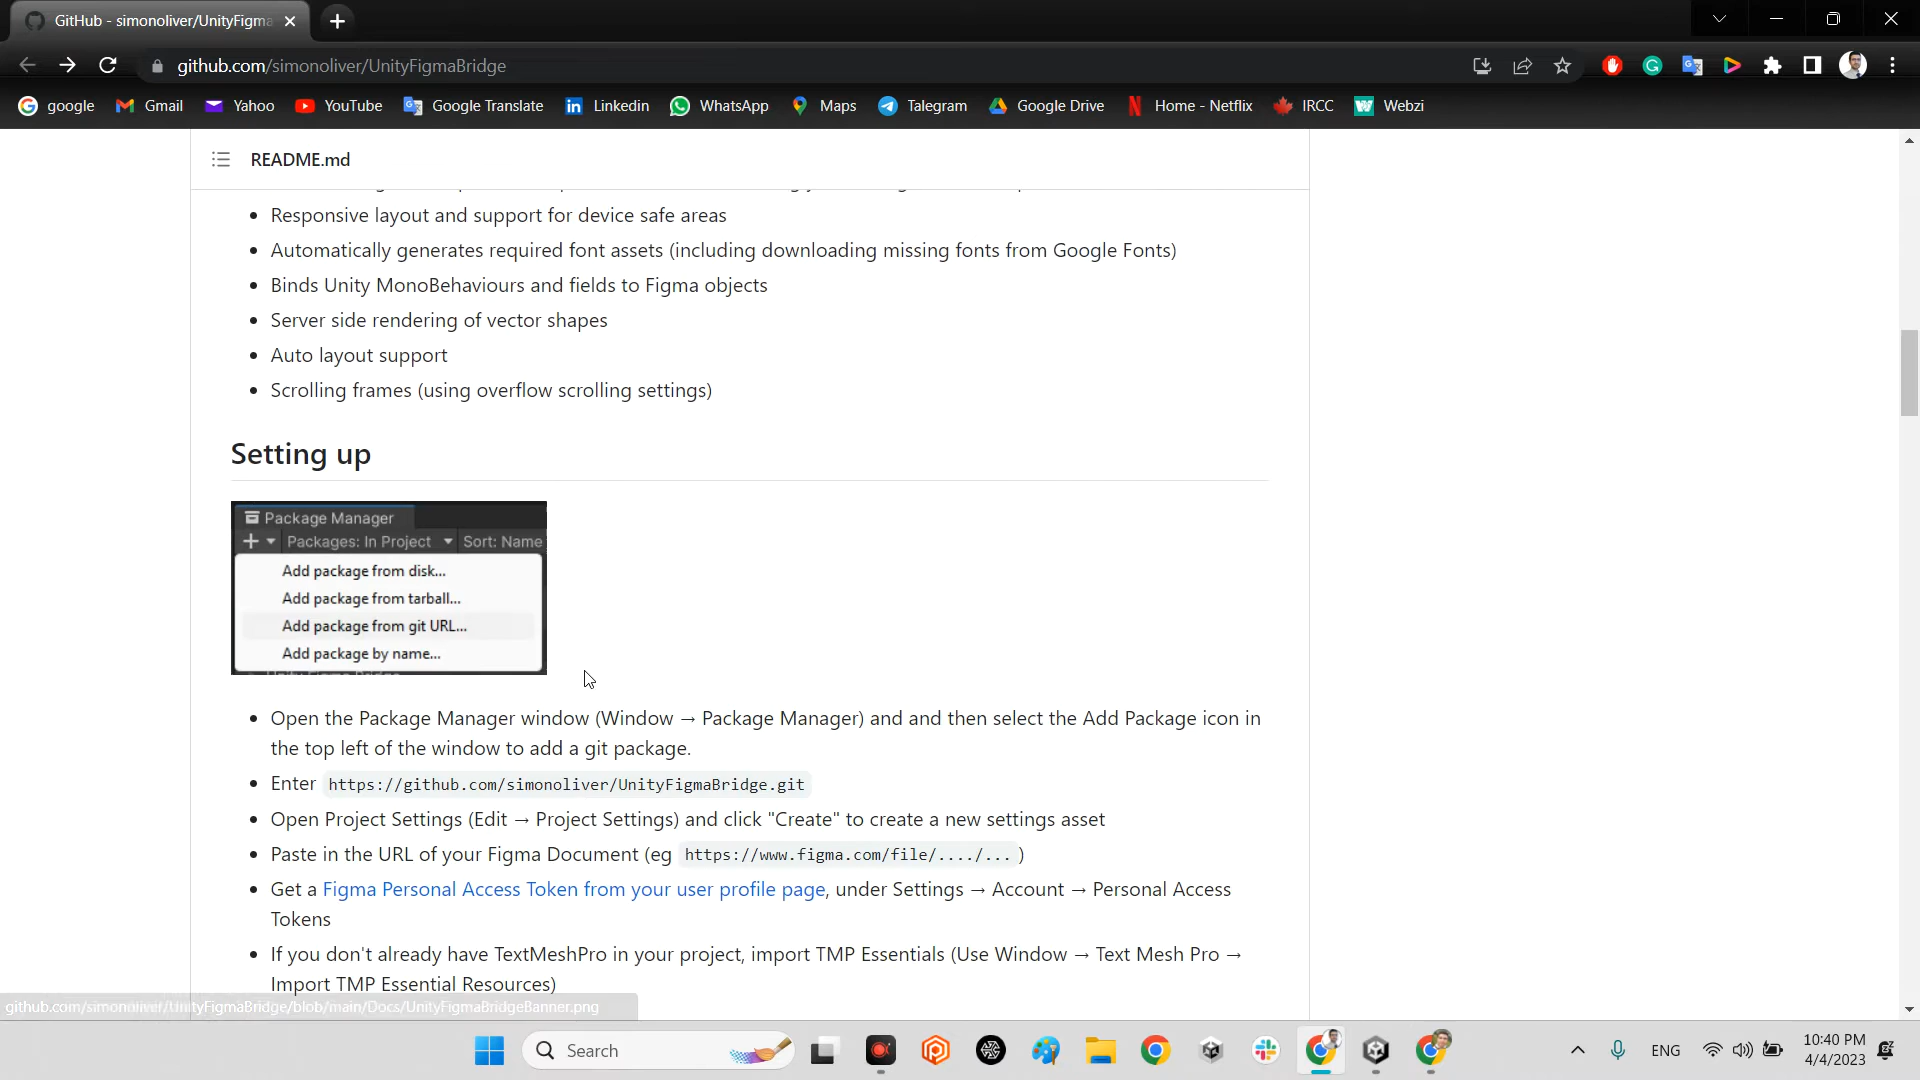 GitHub - simonoliver/UnityFigma
github.com/simonoliver/UnityFigmaBridge
google Gmail Yahoo YouTube Google Translate Linkedin WhatsApp Maps Talegram Google Drive Home - Netflix IRCC Webzi
README.md
Responsive layout and support for device safe areas
Automatically generates required font assets (including downloading missing fonts from Google Fonts)
Binds Unity MonoBehaviours and fields to Figma objects
Server side rendering of vector shapes
Auto layout support
Scrolling frames (using overflow scrolling settings)
Setting up
Package Manager
Packages: In Project Sort: Name
Add package from disk...
Add package from tarball...
Add package from git URL...
Add package by name...
Open the Package Manager window (Window → Package Manager) and and then select the Add Package icon in
the top left of the window to add a git package.
Enter https://github.com/simonoliver/UnityFigmaBridge.git
Open Project Settings (Edit → Project Settings) and click "Create" to create a new settings asset
Paste in the URL of your Figma Document (eg https://www.figma.com/file/..../... )
Get a Figma Personal Access Token from your user profile page, under Settings → Account → Personal Access
Tokens
If you don't already have TextMeshPro in your project, import TMP Essentials (Use Window → Text Mesh Pro →
Import TMP Essential Resources)
github.com/simonoliver/UnityFigmaBridge/blob/main/Docs/UnityFigmaBridgeBanner.png
Search
ENG
10:40 PM
4/4/2023